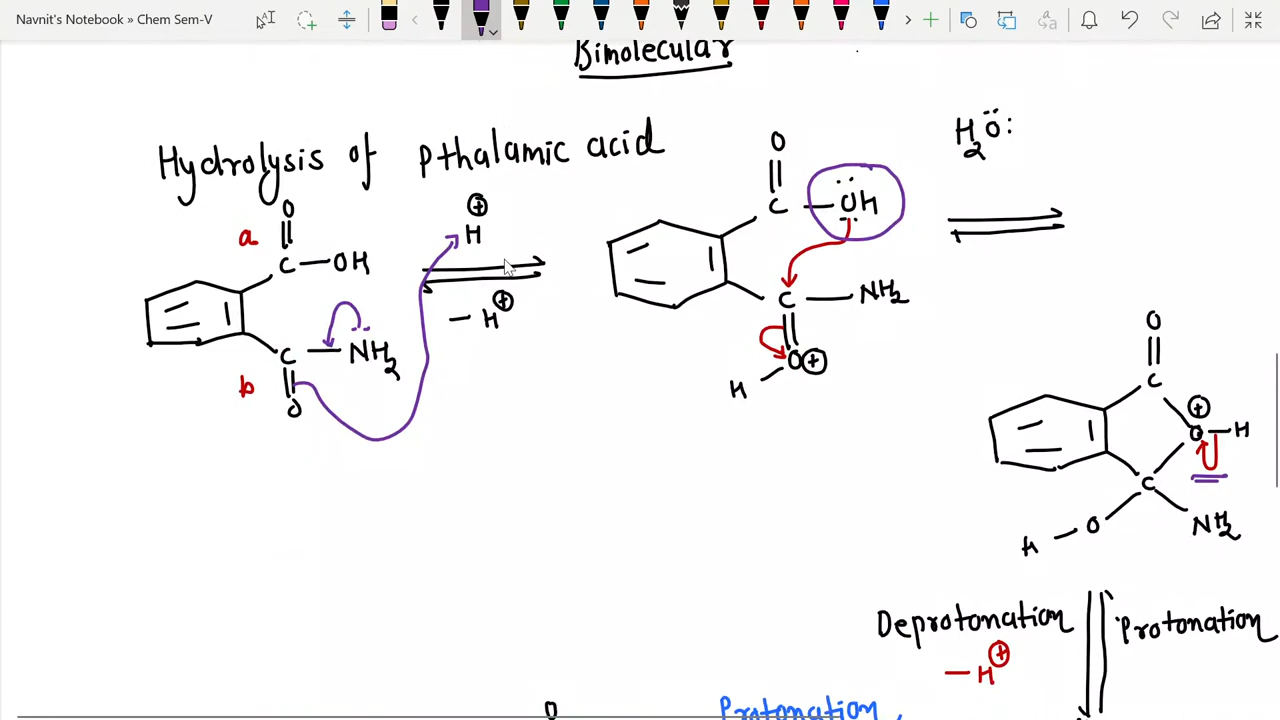 Navnit's Notebook » Chem Sem-V
Bimolecular
Hydrolysis of pthalamic acid
H2O:
O
a
C—OH
H+
— H+
b
C—NH2
O
O
C—OH
C—NH2
O+
H
O
C
+
O—H
C
H—O
NH2
Deprotonation
Protonation
—H+
O
Protonation